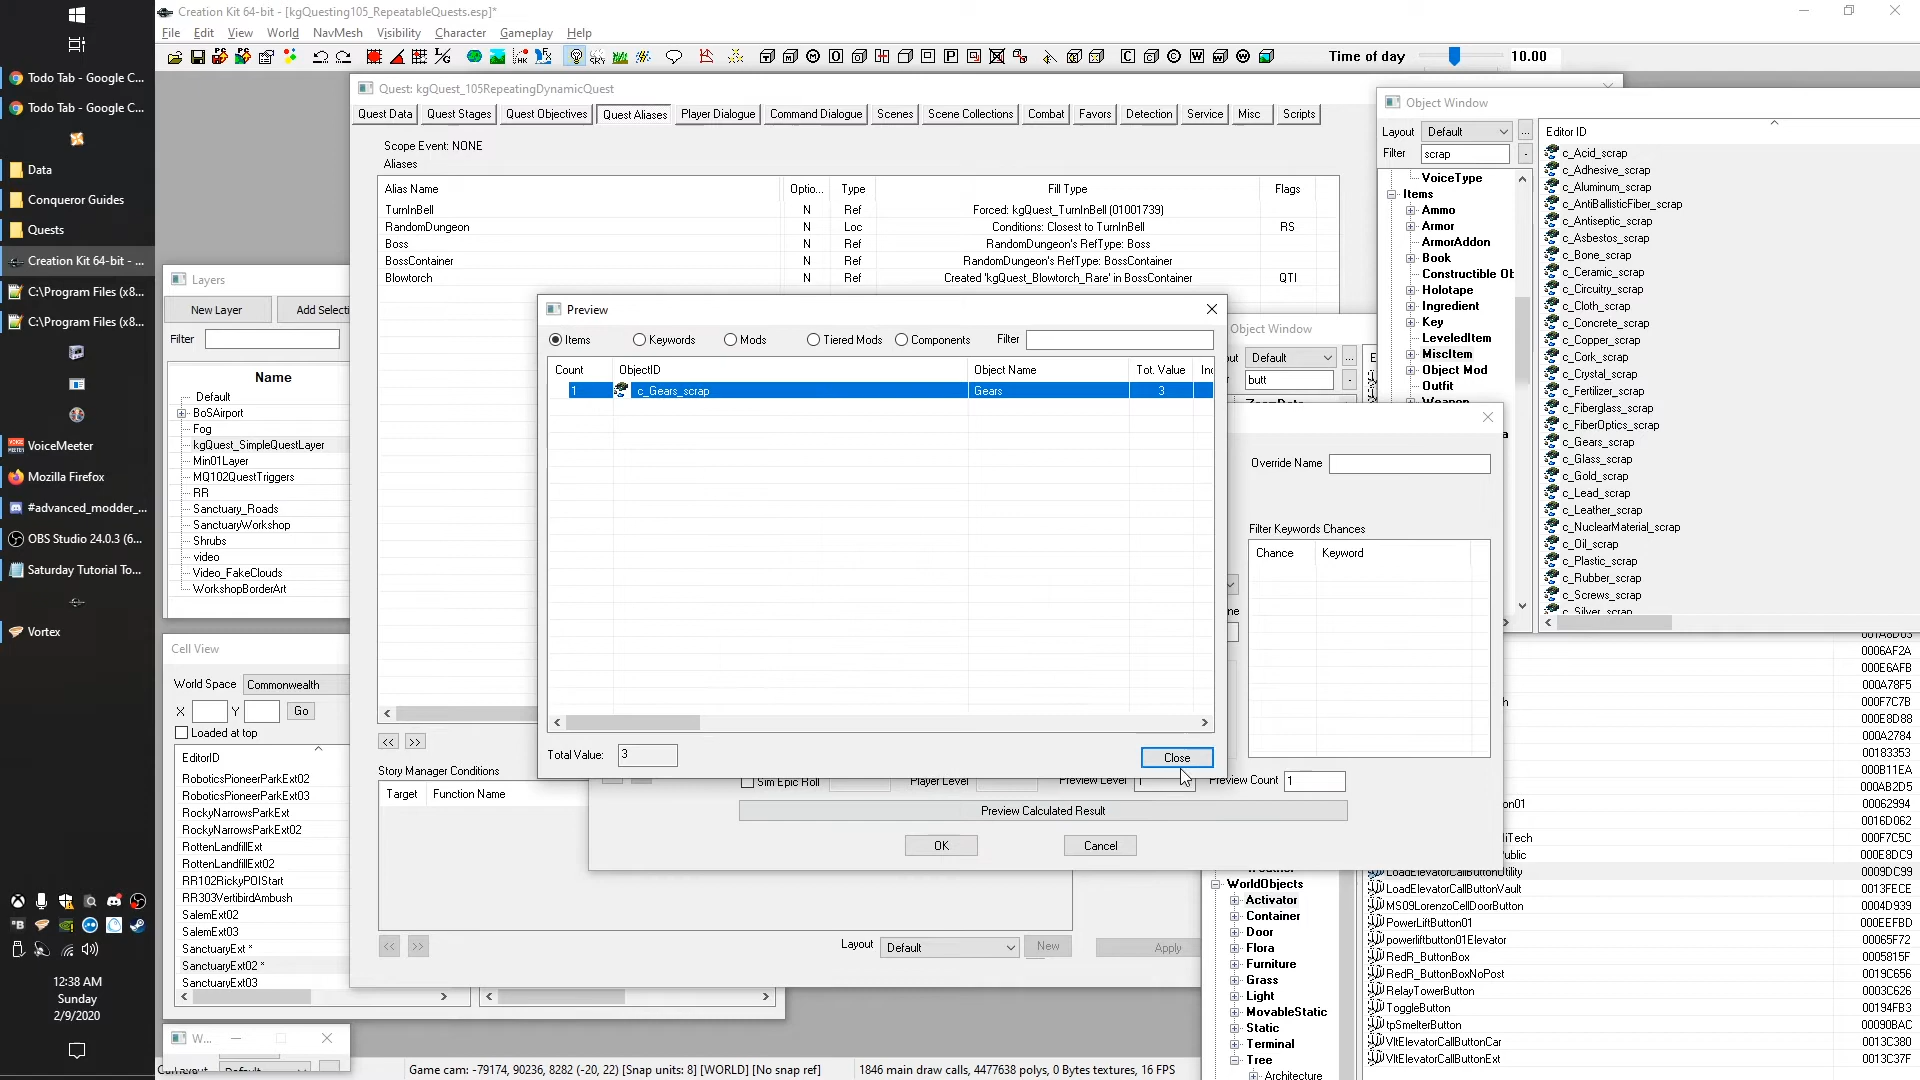 Creation Kit 64-bit - [kgQuesting105_RepeatableQuests.esp]*
File Edit View World NavMesh Visibility Character Gameplay Help
Time of day 10.00
Todo Tab - Google C...
Todo Tab - Google C...
Data
Conqueror Guides
Quests
Creation Kit 64-bit - ...
C:\Program Files (x8...
C:\Program Files (x8...
VoiceMeeter
Mozilla Firefox
#advanced_modder_...
OBS Studio 24.0.3 (6...
Saturday Tutorial To...
Vortex
12:38 AM
Sunday
2/9/2020
Quest: kgQuest_105RepeatingDynamicQuest
Quest Data Quest Stages Quest Objectives Quest Aliases Player Dialogue Command Dialogue Scenes Scene Collections Combat Favors Detection Service Misc Scripts
Scope Event: NONE
Aliases
Alias Name Optio... Type Fill Type Flags
TurnInBell N Ref Forced: kgQuest_TurnInBell (01001739)
RandomDungeon N Loc Conditions: Closest to TurnInBell RS
Boss N Ref RandomDungeon's RefType: Boss
BossContainer N Ref RandomDungeon's RefType: BossContainer
Blowtorch N Ref Created 'kgQuest_Blowtorch_Rare' in BossContainer QTI
<< >>
Story Manager Conditions
Target Function Name
<< >>
Layout Default New Apply
Layers
New Layer Add Selecti
Filter
Name
Default
BoSAirport
Fog
kgQuest_SimpleQuestLayer
Min01Layer
MQ102QuestTriggers
RR
Sanctuary_Roads
SanctuaryWorkshop
Shrubs
video
Video_FakeClouds
WorkshopBorderArt
Cell View
World Space Commonwealth
X Y Go
Loaded at top
EditorID
RoboticsPioneerParkExt02
RoboticsPioneerParkExt03
RockyNarrowsParkExt
RockyNarrowsParkExt02
RottenLandfillExt
RottenLandfillExt02
RR102RickyPOIStart
RR303VertibirdAmbush
SalemExt02
SalemExt03
SanctuaryExt *
SanctuaryExt02 *
SanctuaryExt03
W...
Preview
Items Keywords Mods Tiered Mods Components Filter
Count ObjectID Object Name Tot. Value
1 c_Gears_scrap Gears 3
Total Value: 3 Close
Override Name
Filter Keywords Chances
Chance Keyword
Sim Epic Roll Player Level Preview Level 1 Preview Count 1
Preview Calculated Result
OK Cancel
Object Window
Default
butt
WorldObjects
Activator
Container
Door
Flora
Furniture
Grass
Light
MovableStatic
Static
Terminal
Tree
Architecture
Object Window
Layout Default ...
Filter scrap
VoiceType
Items
Ammo
Armor
ArmorAddon
Book
Constructible Ob
Holotape
Ingredient
Key
LeveledItem
MiscItem
Object Mod
Outfit
Weapon
Editor ID
c_Acid_scrap
c_Adhesive_scrap
c_Aluminum_scrap
c_AntiBallisticFiber_scrap
c_Antiseptic_scrap
c_Asbestos_scrap
c_Bone_scrap
c_Ceramic_scrap
c_Circuitry_scrap
c_Cloth_scrap
c_Concrete_scrap
c_Copper_scrap
c_Cork_scrap
c_Crystal_scrap
c_Fertilizer_scrap
c_Fiberglass_scrap
c_FiberOptics_scrap
c_Gears_scrap
c_Glass_scrap
c_Gold_scrap
c_Lead_scrap
c_Leather_scrap
c_NuclearMaterial_scrap
c_Oil_scrap
c_Plastic_scrap
c_Rubber_scrap
c_Screws_scrap
c_Silver_scrap
001A8D03
0006AF2A
000E6AFB
000A78F5
000F7C7B
000E8D88
000A2784
00183353
000B11EA
000AB2D5
on01 00062994
0016D062
liTech 000F7C5C
ublic 000E8DC9
LoadElevatorCallButtonUtility 0009DC99
LoadElevatorCallButtonVault 0013FECE
MS09LorenzoCellDoorButton 0004D939
PowerLiftButton01 000EEFBD
powerliftbutton01Elevator 00065F72
RedR_ButtonBox 0005815F
RedR_ButtonBoxNoPost 0019C656
RelayTowerButton 0003C626
ToggleButton 00194FB3
tpSmelterButton 00090BAC
VltElevatorCallButtonCar 0013C380
VltElevatorCallButtonExt 0013C37F
Game cam: -79174, 90236, 8282 (-20, 22) [Snap units: 8] [WORLD] [No snap ref] 1846 main draw calls, 4477638 polys, 0 Bytes textures, 16 FPS